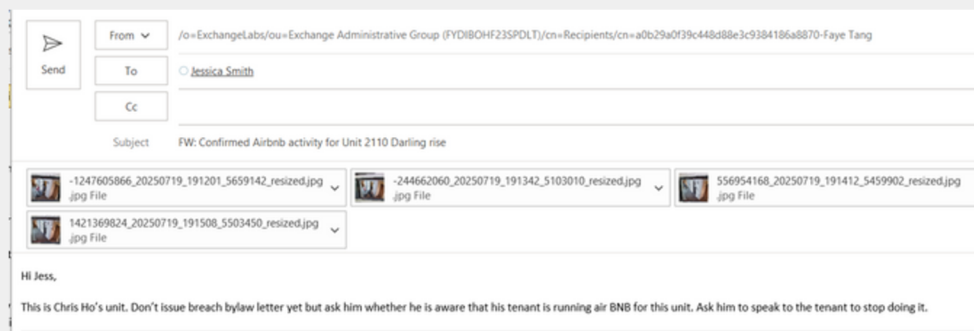 From
/o=ExchangeLabs/ou=Exchange Administrative Group (FYDIBOHF23SPDLT)/cn=Recipients/cn=a0b29a0f39c448d88e3c9384186a8870-Faye Tang
Send
To
Jessica Smith
Cc
Subject
FW: Confirmed Airbnb activity for Unit 2110 Darling rise
-1247605866_20250719_191201_5659142_resized.jpg
.jpg File
-244662060_20250719_191342_5103010_resized.jpg
.jpg File
556954168_20250719_191412_5459902_resized.jpg
.jpg File
1421369824_20250719_191508_5503450_resized.jpg
.jpg File
Hi Jess,
This is Chris Ho's unit. Don't issue breach bylaw letter yet but ask him whether he is aware that his tenant is running air BNB for this unit. Ask him to speak to the tenant to stop doing it.